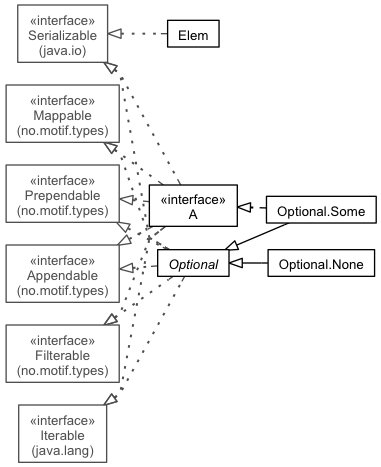 «interface»
Serializable
(java.io)
Elem
«interface»
Mappable
(no.motif.types)
«interface»
Prependable
(no.motif.types)
«interface»
A
Optional.Some
«interface»
Appendable
(no.motif.types)
Optional
Optional.None
«interface»
Filterable
(no.motif.types)
«interface»
Iterable
(java.lang)